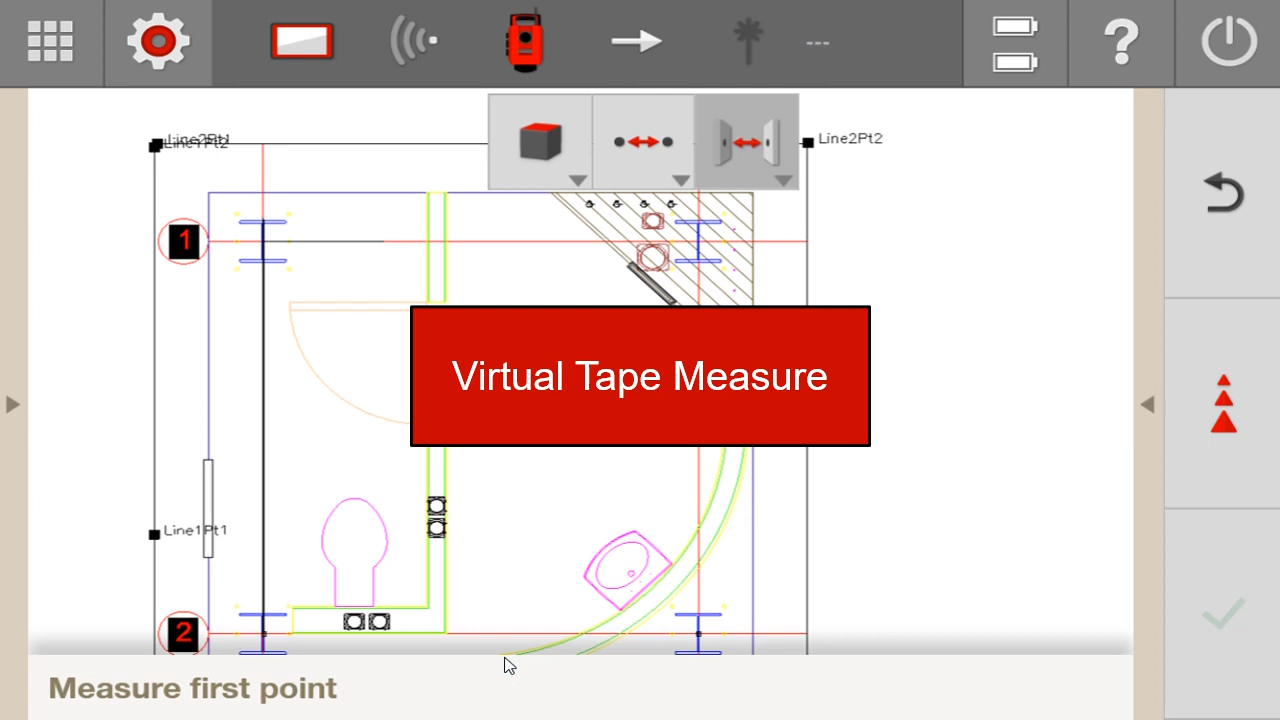 ?
---
Line2Pt1
Line1Pt2
Line2Pt2
1
Virtual Tape Measure
Line1Pt1
2
Measure first point